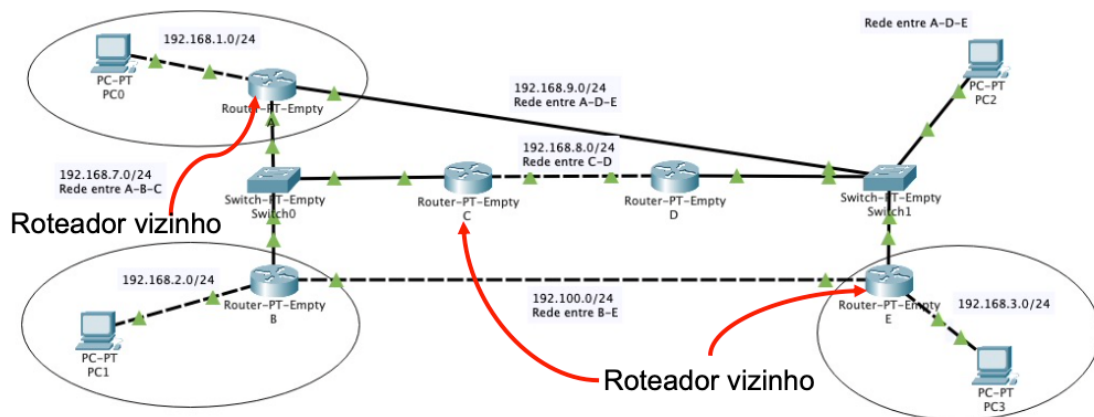 Rede entre A-D-E
192.168.1.0/24
PC-PT
PC0
Router-PT-Empty
A
192.168.9.0/24
Rede entre A-D-E
PC-PT
PC2
192.168.7.0/24
Rede entre A-B-C
192.168.8.0/24
Rede entre C-D
Switch-PT-Empty
Switch0
Router-PT-Empty
C
Router-PT-Empty
D
Switch-PT-Empty
Switch1
Roteador vizinho
192.168.2.0/24
Router-PT-Empty
B
192.100.0/24
Rede entre B-E
Router-PT-Empty
E
192.168.3.0/24
PC-PT
PC1
Roteador vizinho
PC-PT
PC3